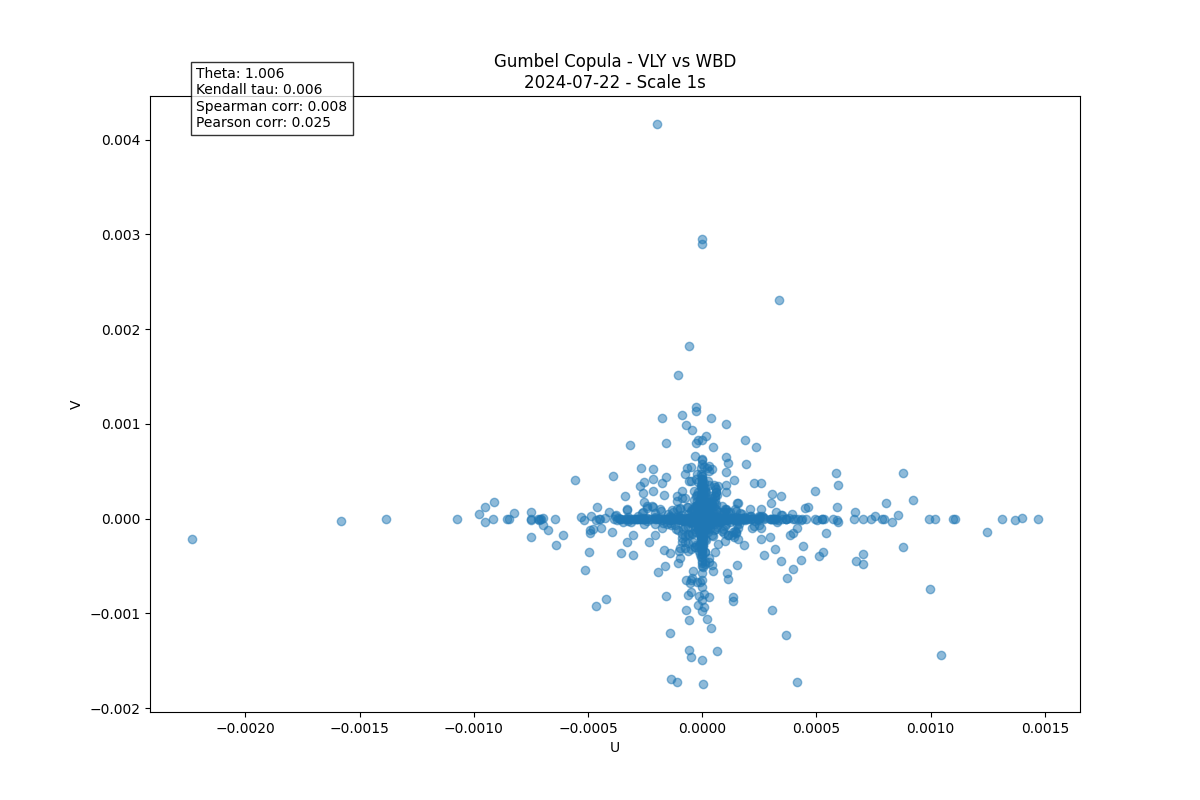 Gumbel Copula - VLY vs WBD
2024-07-22 - Scale 1s
Theta: 1.006
Kendall tau: 0.006
Spearman corr: 0.008
Pearson corr: 0.025
0.004
0.003
0.002
0.001
0.000
−0.001
−0.002
V
−0.0020 −0.0015 −0.0010 −0.0005 0.0000 0.0005 0.0010 0.0015
U